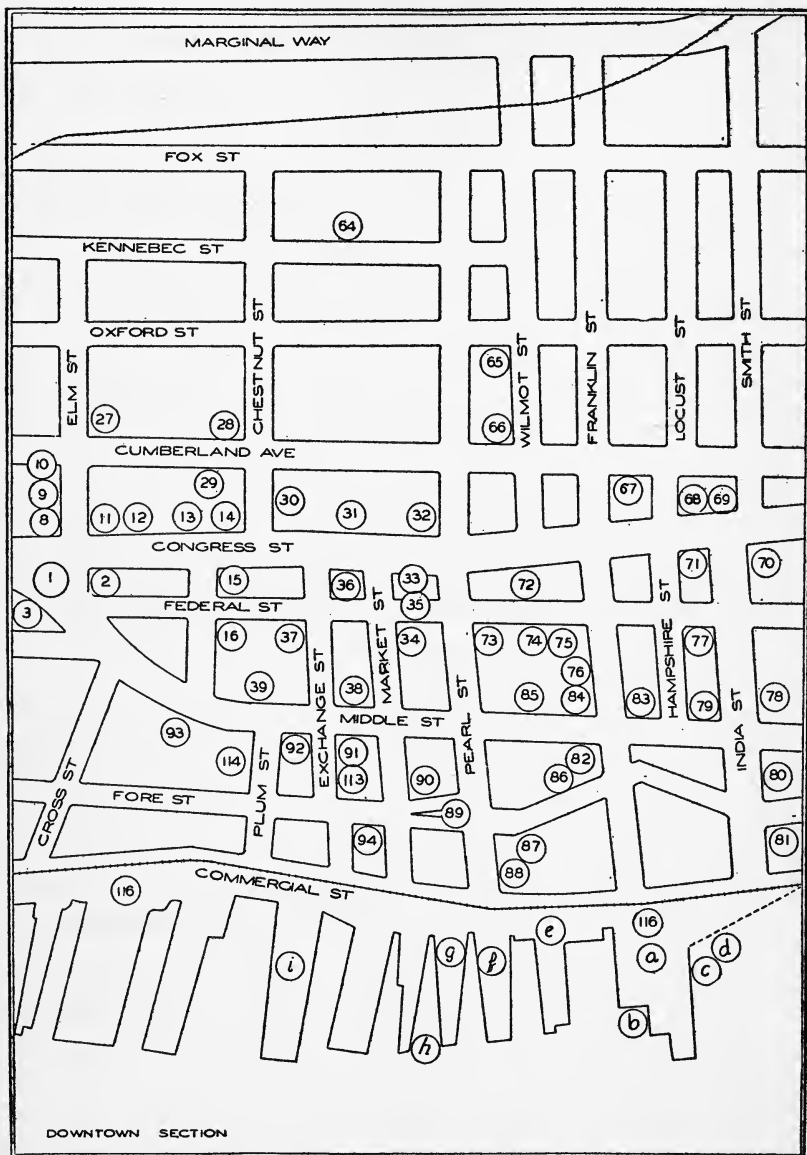 MARGINAL WAY
FOX ST
64
KENNEBEC ST
OXFORD ST
ELM ST
CHESTNUT ST
WILMOT ST
FRANKLIN ST
LOCUST ST
SMITH ST
65
27
28
66
CUMBERLAND AVE
10
9
8
29
11
12
13
14
30
31
32
67
68
69
CONGRESS ST
1
2
15
36
33
35
72
71
70
3
FEDERAL ST
MARKET ST
HAMPSHIRE ST
16
37
34
73
74
75
76
77
39
38
85
84
83
79
78
EXCHANGE ST
MIDDLE ST
PEARL ST
INDIA ST
93
114
92
91
113
90
82
86
80
CROSS ST
FORE ST
PLUM ST
89
94
87
88
81
COMMERCIAL ST
116
116
i
g
f
e
a
d
c
h
b
DOWNTOWN SECTION